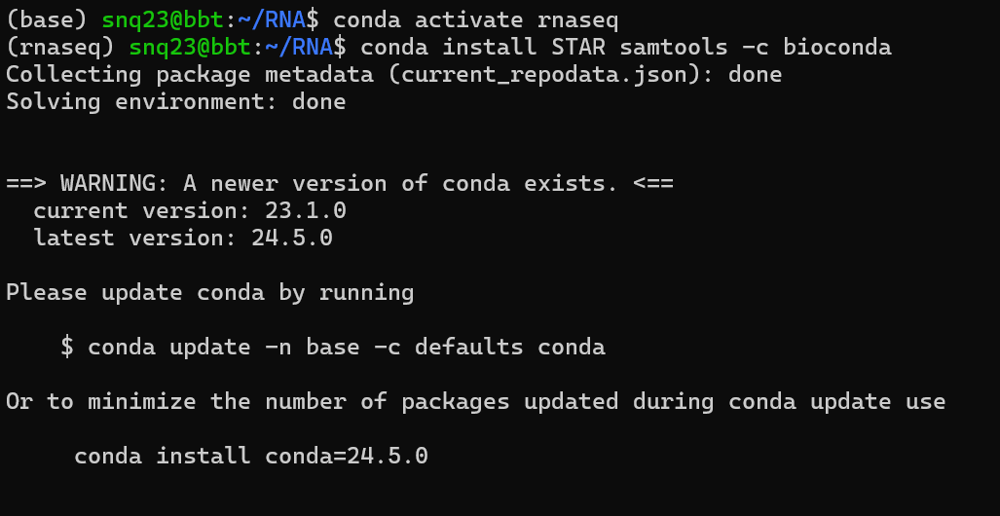 (base) snq23@bbt:~/RNA$ conda activate rnaseq
(rnaseq) snq23@bbt:~/RNA$ conda install STAR samtools -c bioconda
Collecting package metadata (current_repodata.json): done
Solving environment: done
==> WARNING: A newer version of conda exists. <==
  current version: 23.1.0
  latest version: 24.5.0
Please update conda by running
    $ conda update -n base -c defaults conda
Or to minimize the number of packages updated during conda update use
     conda install conda=24.5.0